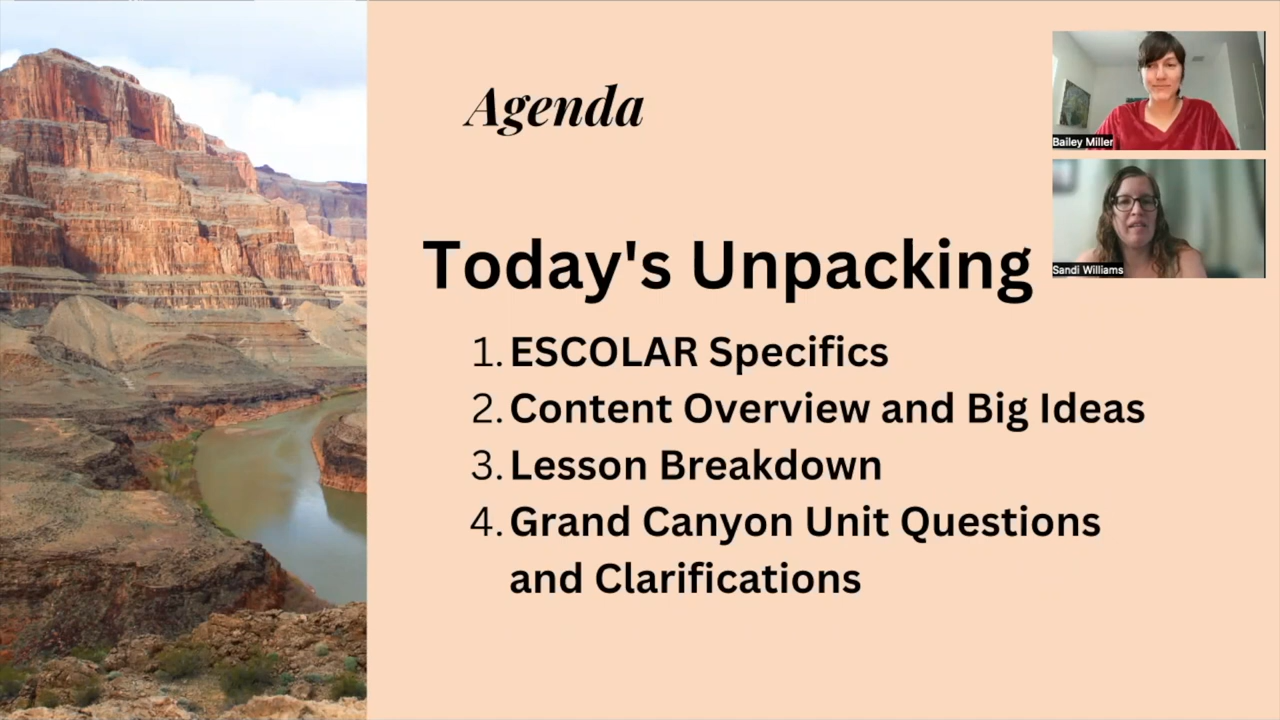 Agenda
Bailey Miller
Today's Unpacking
Sandi Williams
1. ESCOLAR Specifics
2. Content Overview and Big Ideas
3. Lesson Breakdown
4. Grand Canyon Unit Questions
and Clarifications